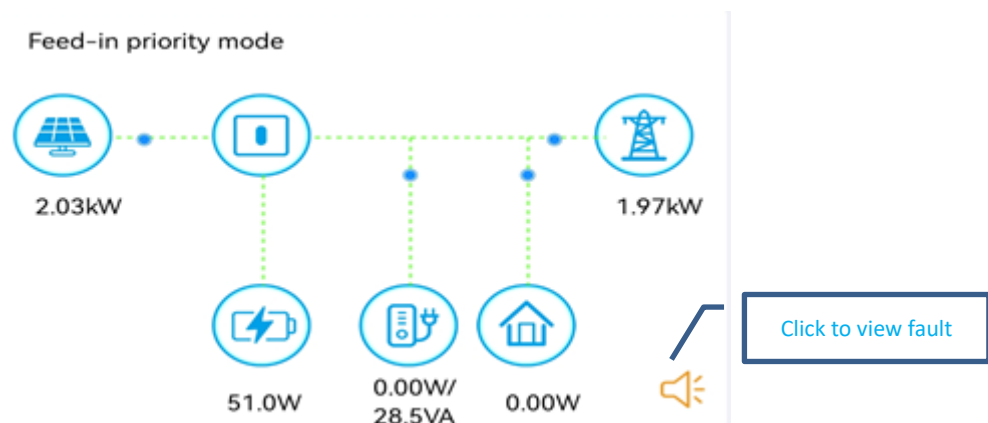 Feed-in priority mode
2.03kW
1.97kW
Click to view fault
51.0W
0.00W/
28.5VA
0.00W